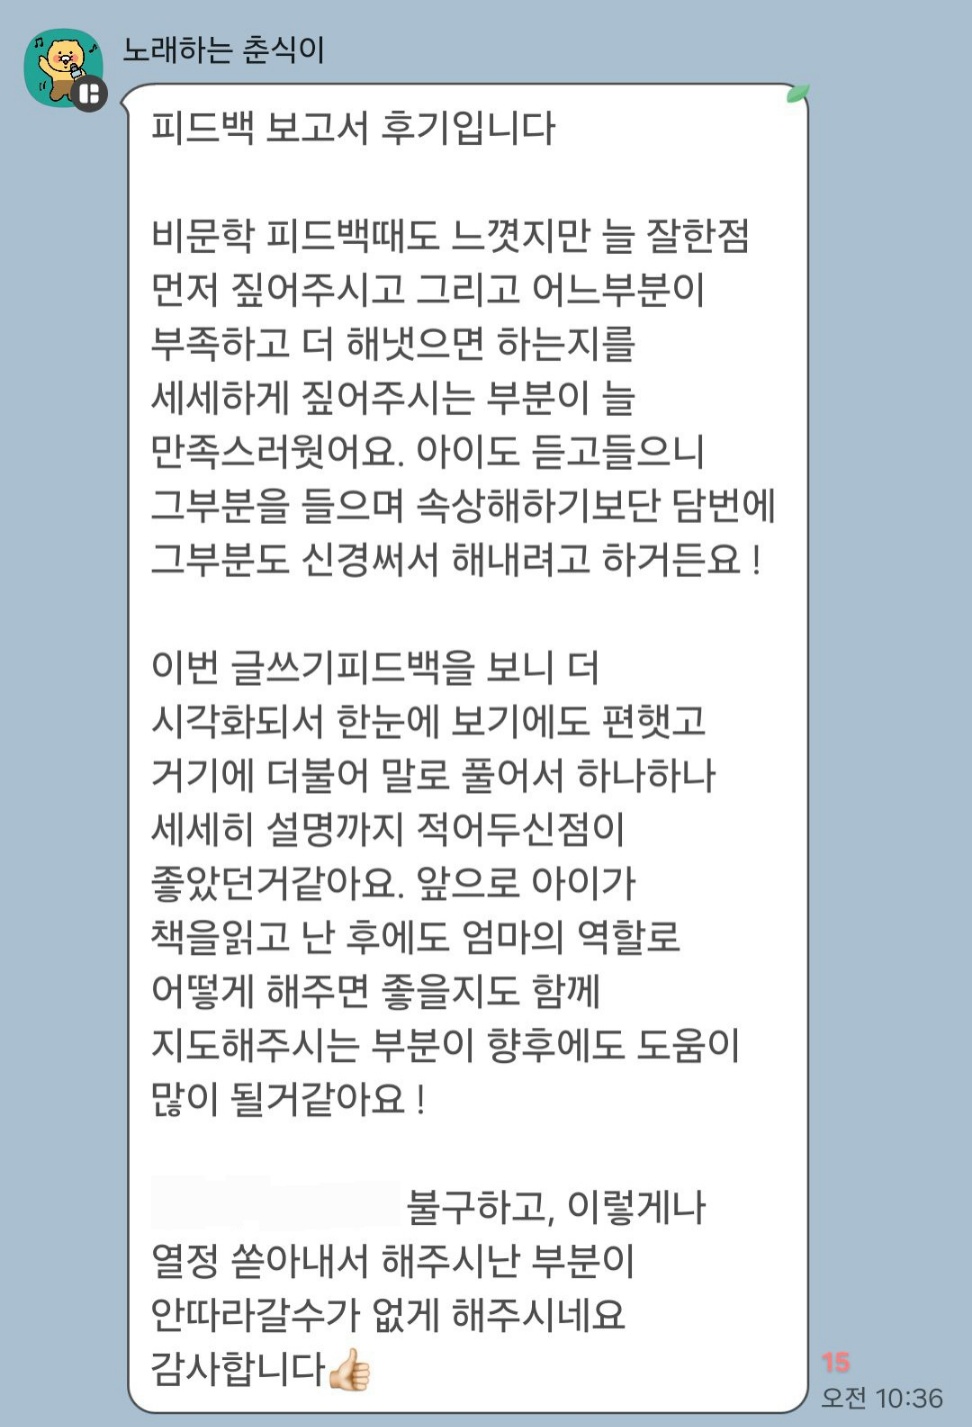 노래하는 춘식이
피드백 보고서 후기입니다
비문학 피드백때도 느꼇지만 늘 잘한점
먼저 짚어주시고 그리고 어느부분이
부족하고 더 해냇으면 하는지를
세세하게 짚어주시는 부분이 늘
만족스러웟어요. 아이도 듣고들으니
그부분을 들으며 속상해하기보단 담번에
그부분도 신경써서 해내려고 하거든요 !
이번 글쓰기피드백을 보니 더
시각화되서 한눈에 보기에도 편햇고
거기에 더불어 말로 풀어서 하나하나
세세히 설명까지 적어두신점이
좋았던거같아요. 앞으로 아이가
책을읽고 난 후에도 엄마의 역할로
어떻게 해주면 좋을지도 함께
지도해주시는 부분이 향후에도 도움이
많이 될거같아요 !
불구하고, 이렇게나
열정 쏟아내서 해주시난 부분이
안따라갈수가 없게 해주시네요
감사합니다👍🏻
15
오전 10:36